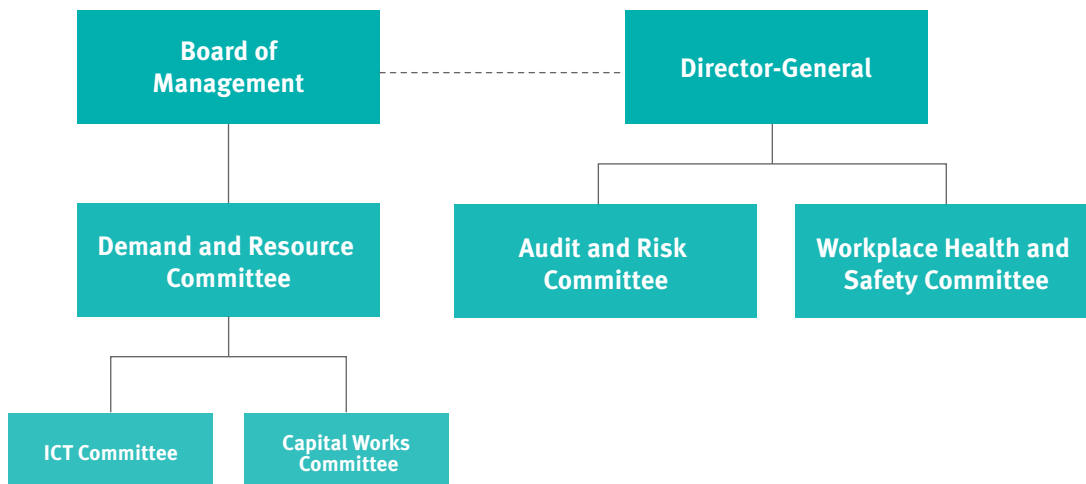 Board of
Management
Director-General
Demand and Resource
Committee
Audit and Risk
Committee
Workplace Health and
Safety Committee
ICT Committee
Capital Works
Committee